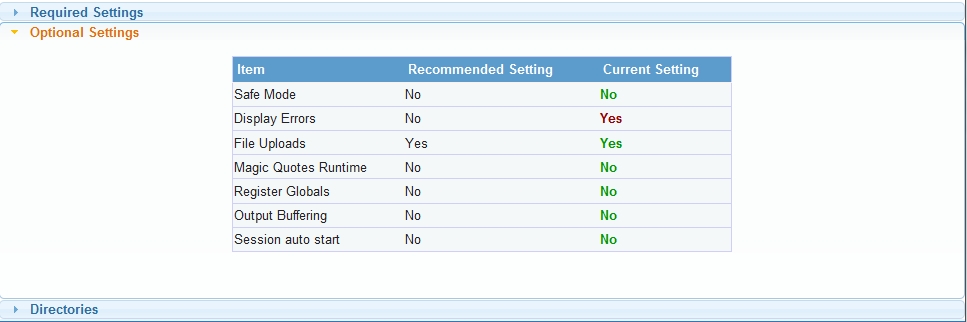 Required Settings
Optional Settings
Item Recommended Setting Current Setting
Safe Mode No No
Display Errors No Yes
File Uploads Yes Yes
Magic Quotes Runtime No No
Register Globals No No
Output Buffering No No
Session auto start No No
Directories